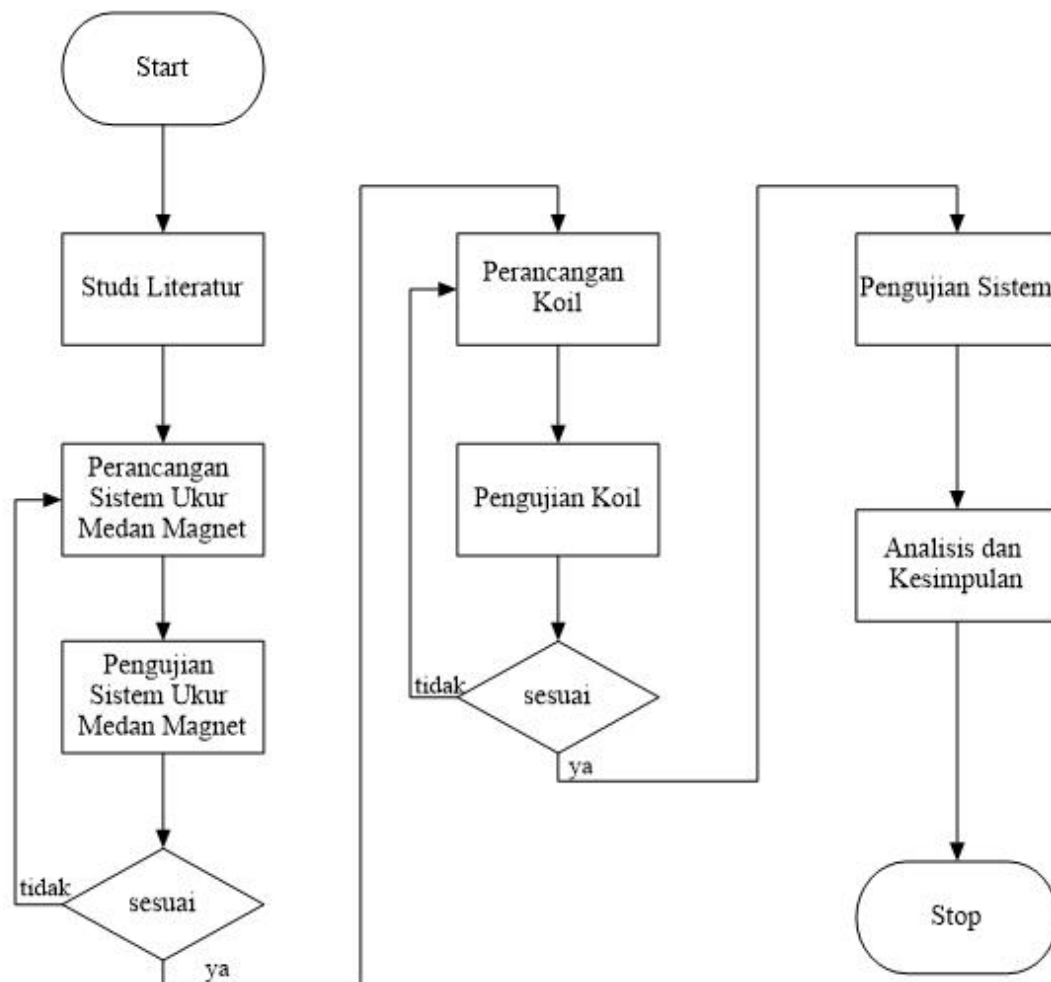 Start
Studi Literatur
Perancangan
Sistem Ukur
Medan Magnet
Pengujian
Sistem Ukur
Medan Magnet
tidak
sesuai
ya
Perancangan
Koil
Pengujian Koil
tidak
sesuai
ya
Pengujian Sistem
Analisis dan
Kesimpulan
Stop